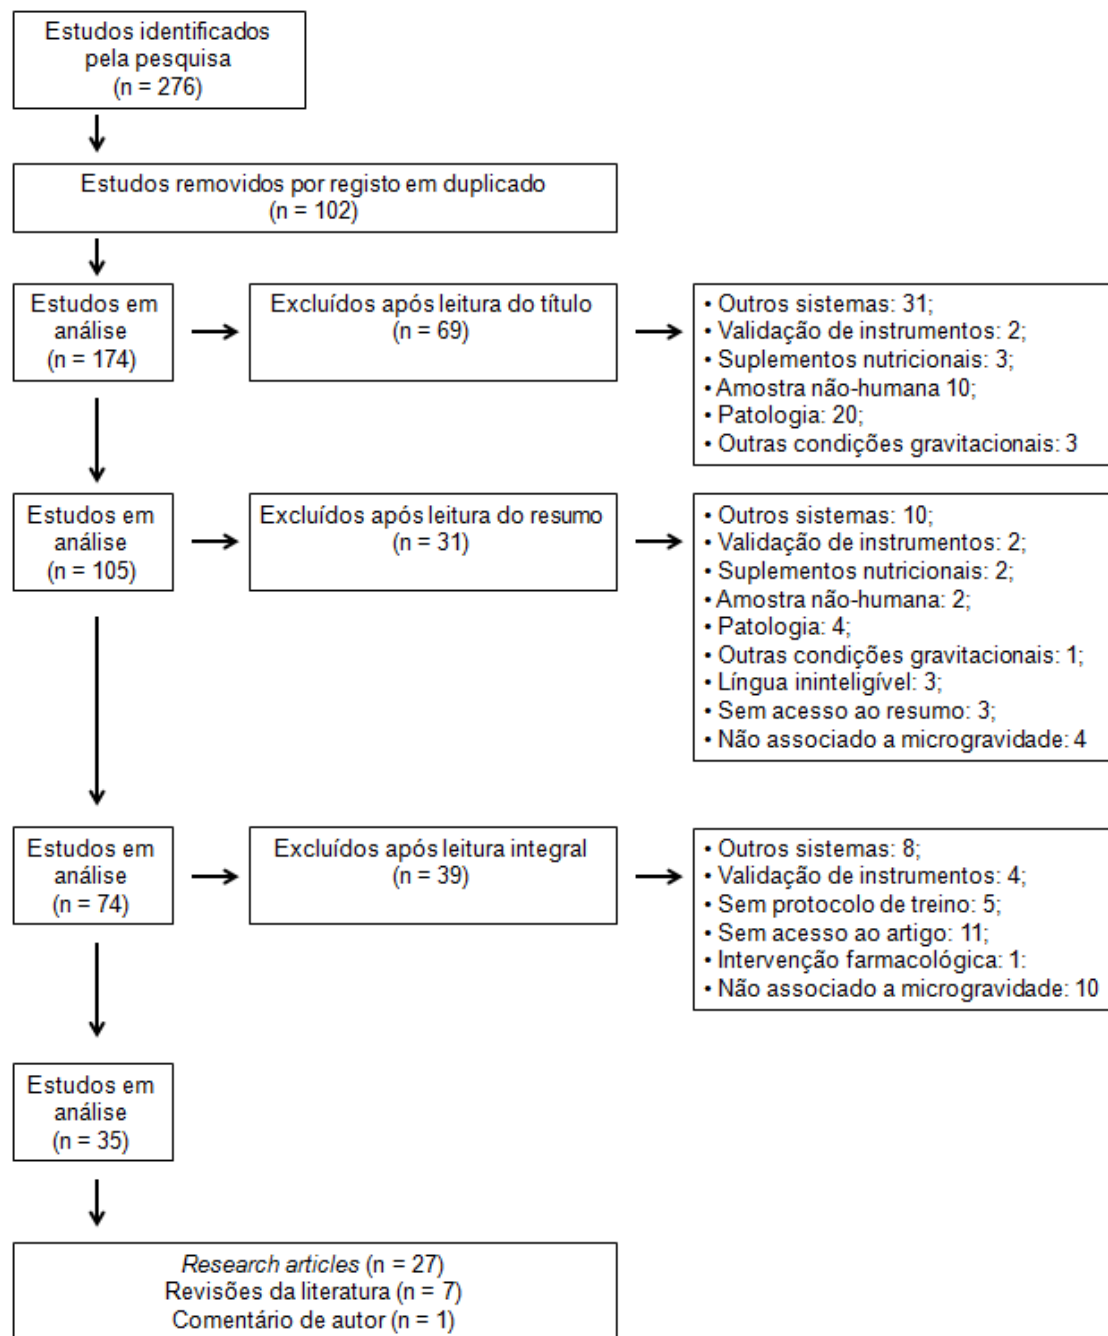 Estudos identificados
pela pesquisa
(n = 276)
Estudos removidos por registo em duplicado
(n = 102)
Estudos em
análise
(n = 174)
Excluídos após leitura do título
(n = 69)
• Outros sistemas: 31;
• Validação de instrumentos: 2;
• Suplementos nutricionais: 3;
• Amostra não-humana 10;
• Patologia: 20;
• Outras condições gravitacionais: 3
Estudos em
análise
(n = 105)
Excluídos após leitura do resumo
(n = 31)
• Outros sistemas: 10;
• Validação de instrumentos: 2;
• Suplementos nutricionais: 2;
• Amostra não-humana: 2;
• Patologia: 4;
• Outras condições gravitacionais: 1;
• Língua ininteligível: 3;
• Sem acesso ao resumo: 3;
• Não associado a microgravidade: 4
Estudos em
análise
(n = 74)
Excluídos após leitura integral
(n = 39)
• Outros sistemas: 8;
• Validação de instrumentos: 4;
• Sem protocolo de treino: 5;
• Sem acesso ao artigo: 11;
• Intervenção farmacológica: 1:
• Não associado a microgravidade: 10
Estudos em
análise
(n = 35)
Research articles (n = 27)
Revisões da literatura (n = 7)
Comentário de autor (n = 1)